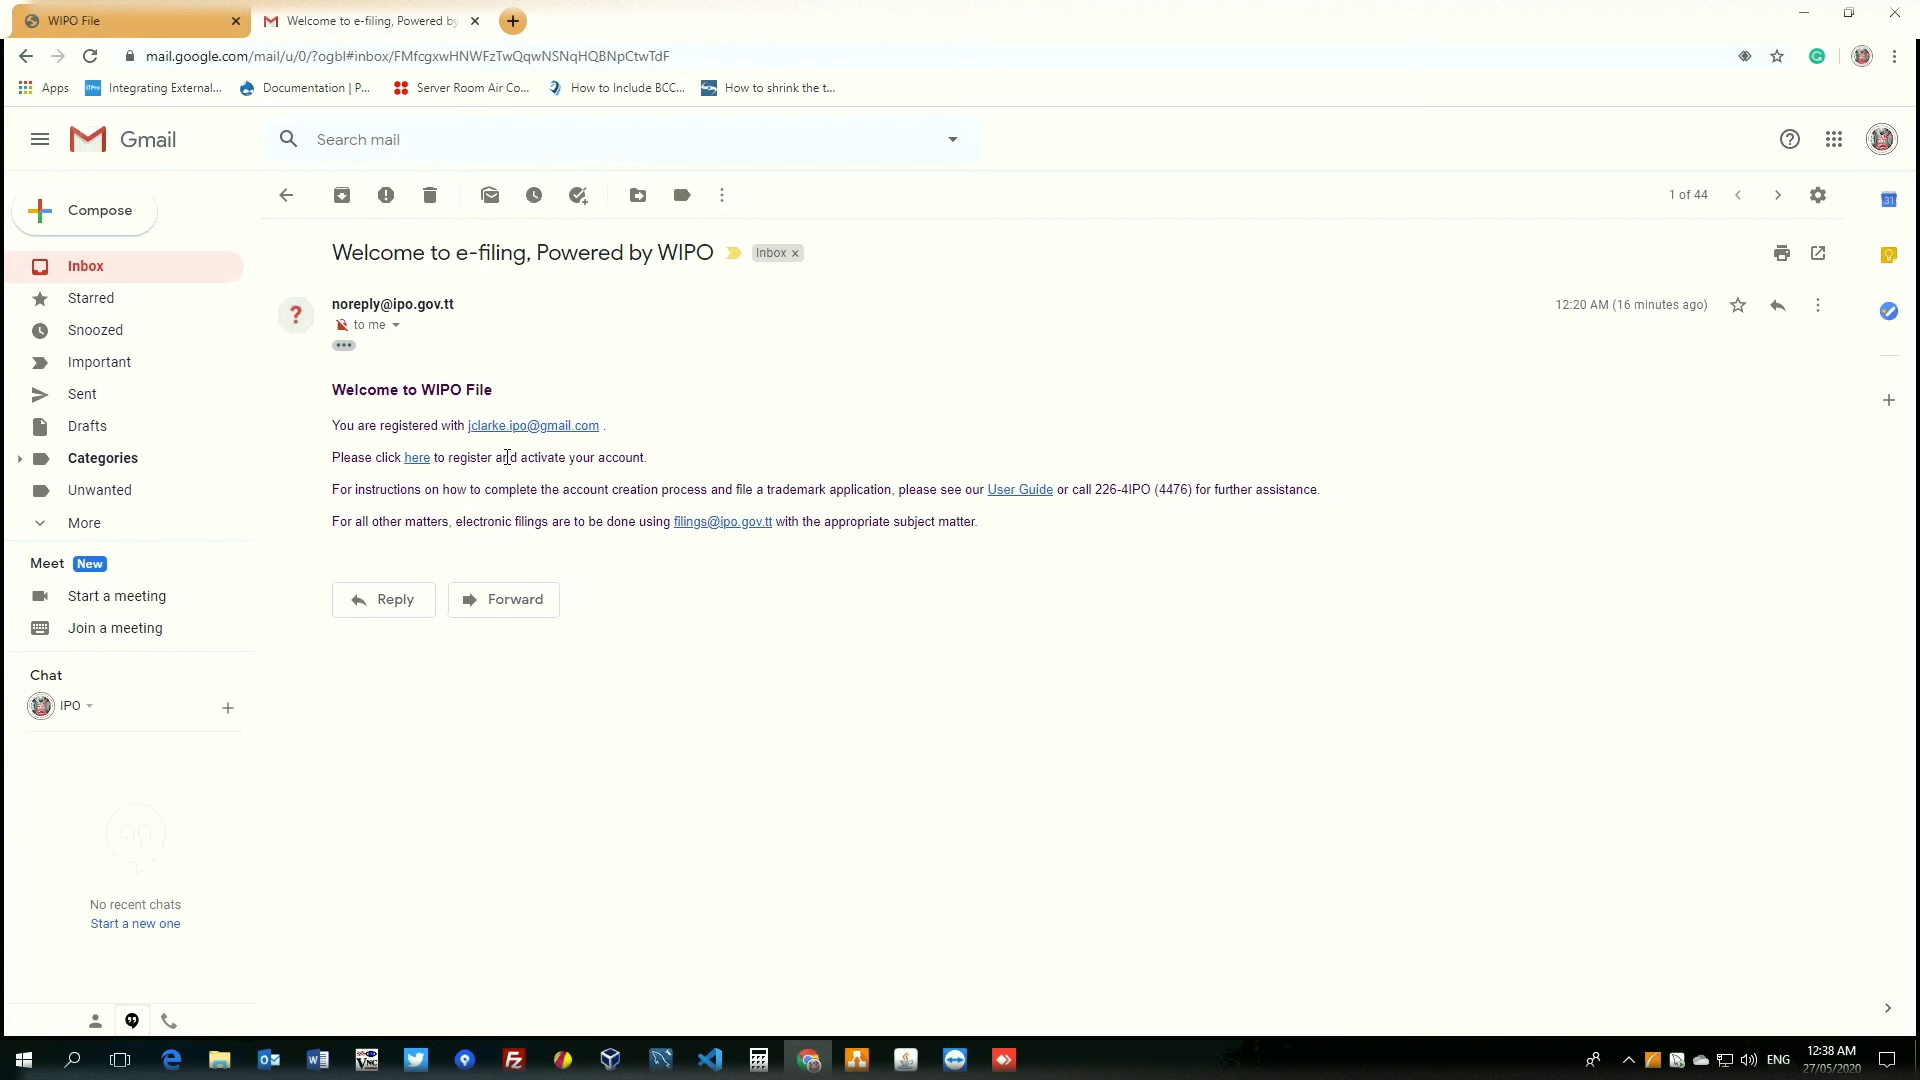 WIPO File
Welcome to e-filing, Powered by
mail.google.com/mail/u/0/?ogbl#inbox/FMfcgxwHNWFzTwQqwNSNqHQBNpCtwTdF
Apps Integrating External... Documentation | P... Server Room Air Co... How to Include BCC... How to shrink the t...
Gmail
Search mail
1 of 44
31
Compose
Inbox
Starred
Snoozed
Important
Sent
Drafts
Categories
Unwanted
More
Meet New
Start a meeting
Join a meeting
Chat
IPO
No recent chats
Start a new one
Welcome to e-filing, Powered by WIPO Inbox x
noreply@ipo.gov.tt
12:20 AM (16 minutes ago)
to me
Welcome to WIPO File
You are registered with jclarke.ipo@gmail.com .
Please click here to register and activate your account.
For instructions on how to complete the account creation process and file a trademark application, please see our User Guide or call 226-4IPO (4476) for further assistance.
For all other matters, electronic filings are to be done using filings@ipo.gov.tt with the appropriate subject matter.
Reply
Forward
ENG
12:38 AM
27/05/2020